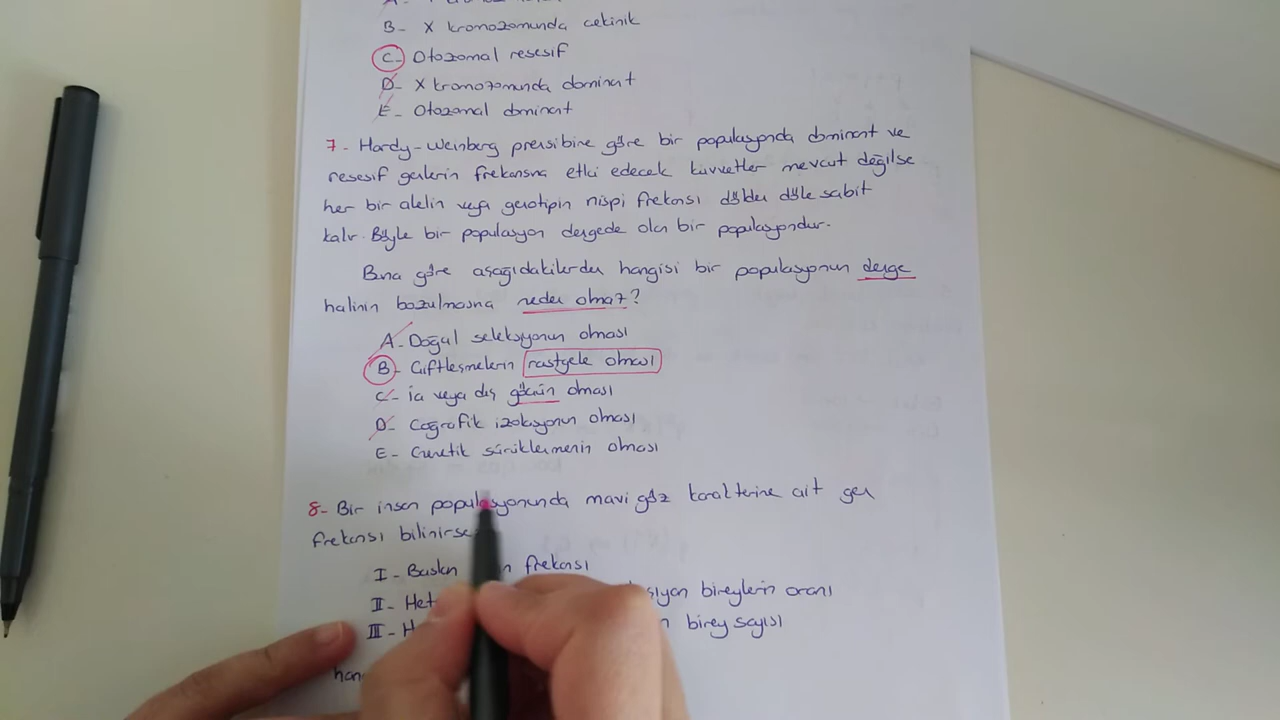 B- X kromozomunda çekinik
C- Otozomal resesif
D- X kromozomunda dominant
E- Otozomal dominant
7- Hardy-Weinberg prensibine göre bir populasyonda dominant ve
resesif genlerin frekansına etki edecek kuvvetler mevcut değilse
her bir alelin veya genotipin nispi frekansı dölden döle sabit
kalır. Böyle bir populasyon dengede olan bir populasyondur.
Buna göre aşağıdakilerden hangisi bir populasyonun denge
halinin bozulmasına neden olmaz?
A- Doğal seleksiyonun olması
B- Çiftleşmelerin rastgele olması
C- İç veya dış göçün olması
D- Coğrafik izolasyonun olması
E- Genetik sürüklenmenin olması
8- Bir insan populasyonunda mavi göz karakterine ait gen
frekansı bilinirse
I- Baskın frekansı
II- Het bireylerin oranı
III- H birey sayısı